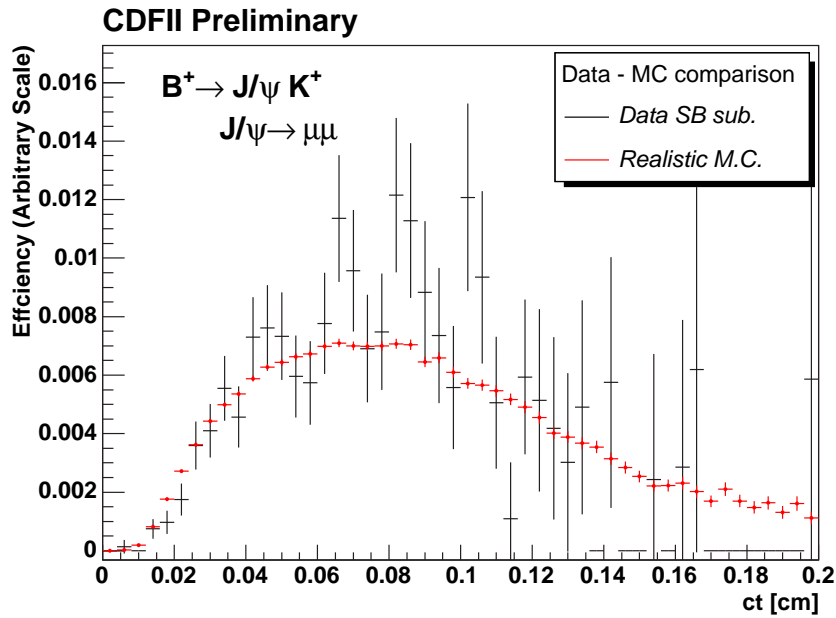 CDFII Preliminary
B+→ J/ψ K+
J/ψ→ μμ
Data - MC comparison
Data SB sub.
Realistic M.C.
Effciency (Arbitrary Scale)
0.016
0.014
0.012
0.01
0.008
0.006
0.004
0.002
0
0 0.02 0.04 0.06 0.08 0.1 0.12 0.14 0.16 0.18 0.2
ct [cm]